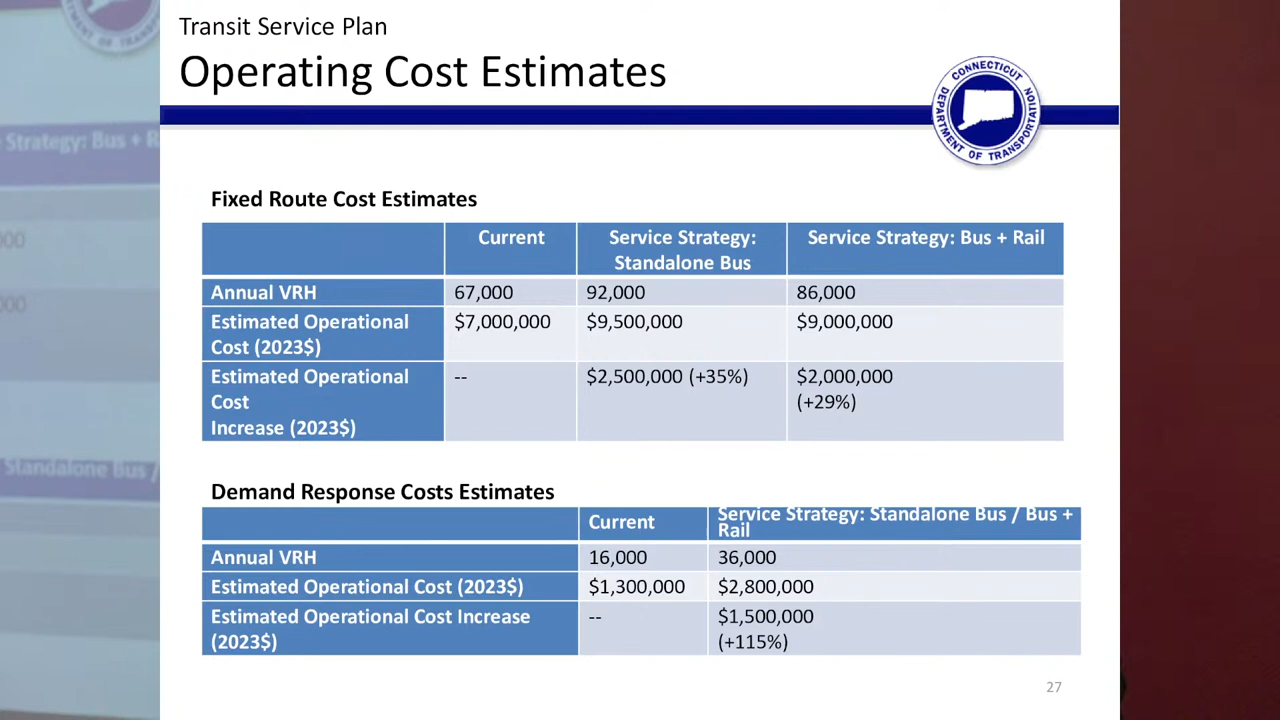 Transit Service Plan
Operating Cost Estimates
CONNECTICUT
DEPARTMENT OF TRANSPORTATION
DEPARTMENT OF TRANSP
Strategy: Bus + R
000
000
Standalone Bus /
Fixed Route Cost Estimates
Current
Service Strategy:
Standalone Bus
Service Strategy: Bus + Rail
Annual VRH
67,000
92,000
86,000
Estimated Operational
Cost (2023$)
$7,000,000
$9,500,000
$9,000,000
Estimated Operational
Cost
Increase (2023$)
--
$2,500,000 (+35%)
$2,000,000
(+29%)
Demand Response Costs Estimates
Current
Service Strategy: Standalone Bus / Bus +
Rail
Annual VRH
16,000
36,000
Estimated Operational Cost (2023$)
$1,300,000
$2,800,000
Estimated Operational Cost Increase
(2023$)
--
$1,500,000
(+115%)
27